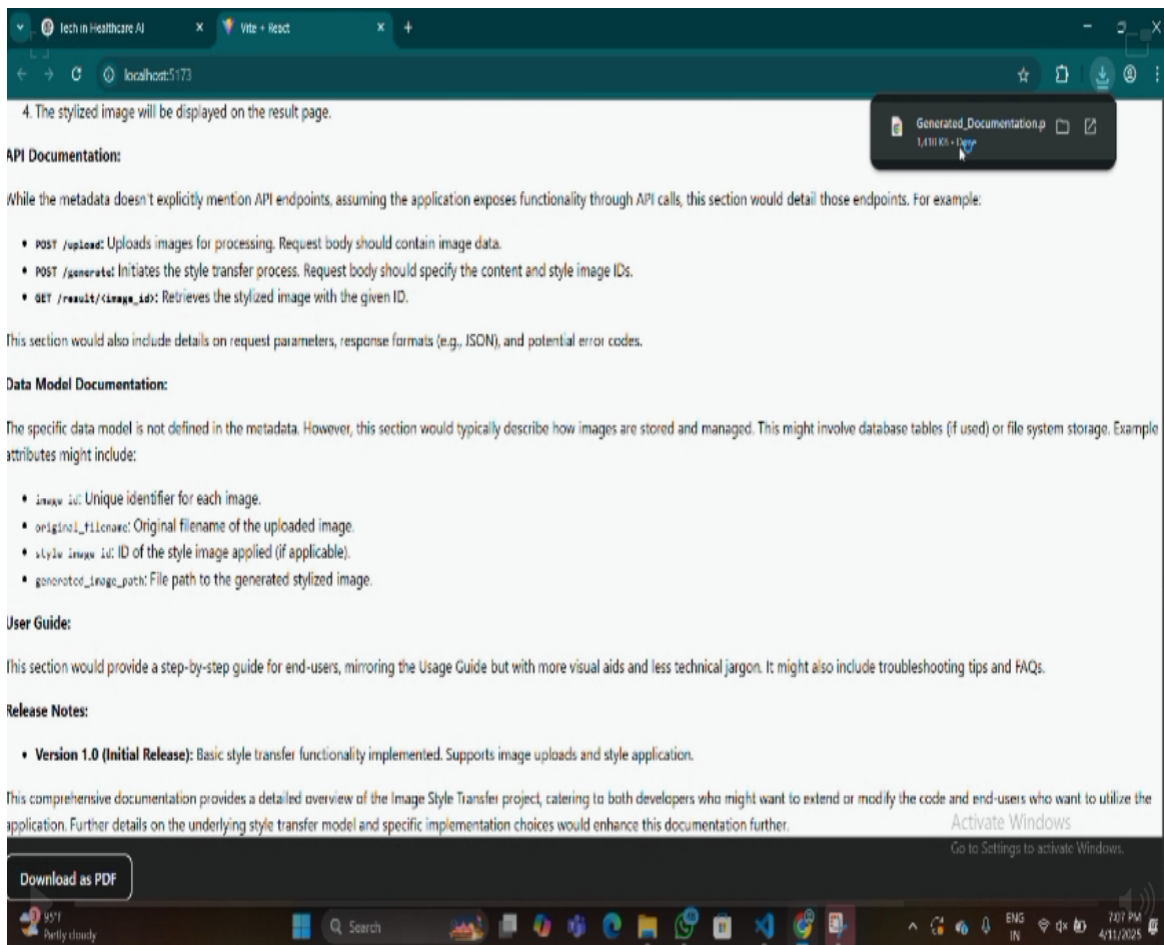 Tech in Healthcare AI
Vite + React
localhost:5173
Generated_Documentation.p
Done
4. The stylized image will be displayed on the result page.
API Documentation:
While the metadata doesn't explicitly mention API endpoints, assuming the application exposes functionality through API calls, this section would detail those endpoints. For example:
• POST /upload: Uploads images for processing. Request body should contain image data.
• POST /generate: Initiates the style transfer process. Request body should specify the content and style image IDs.
• GET /result/<image_id>: Retrieves the stylized image with the given ID.
This section would also include details on request parameters, response formats (e.g., JSON), and potential error codes.
Data Model Documentation:
The specific data model is not defined in the metadata. However, this section would typically describe how images are stored and managed. This might involve database tables (if used) or file system storage. Example
attributes might include:
• image id: Unique identifier for each image.
• original_filename: Original filename of the uploaded image.
• style image id: ID of the style image applied (if applicable).
• generated_image_path: File path to the generated stylized image.
User Guide:
This section would provide a step-by-step guide for end-users, mirroring the Usage Guide but with more visual aids and less technical jargon. It might also include troubleshooting tips and FAQs.
Release Notes:
• Version 1.0 (Initial Release): Basic style transfer functionality implemented. Supports image uploads and style application.
This comprehensive documentation provides a detailed overview of the Image Style Transfer project, catering to both developers who might want to extend or modify the code and end-users who want to utilize the
application. Further details on the underlying style transfer model and specific implementation choices would enhance this documentation further.
Activate Windows
Go to Settings to activate Windows.
Download as PDF
95°F
Partly cloudy
Search
ENG
IN
7:07 PM
4/11/2025